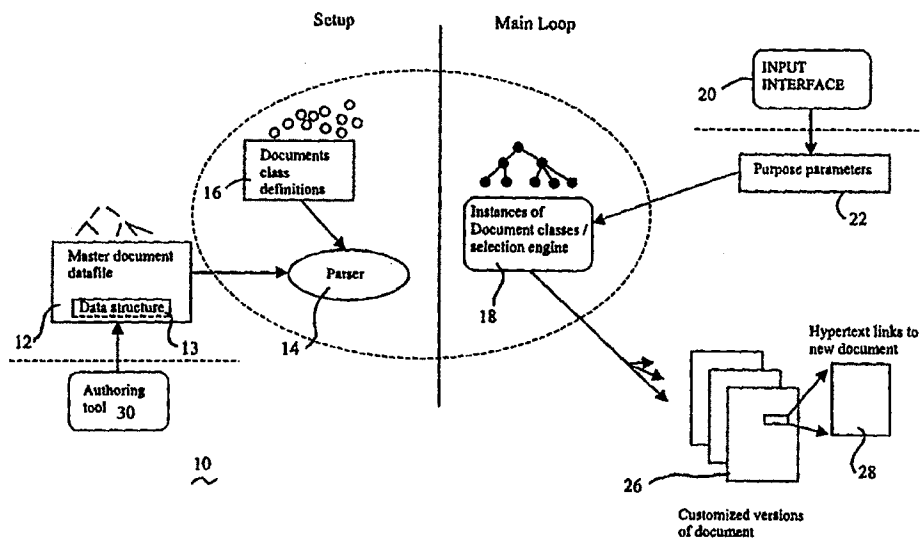 Setup
Main Loop
INPUT
INTERFACE
20
Documents
class
definitions
16
Purpose parameters
22
Instances of
Document classes /
selection engine
18
Master document
datafile
Data structure
12
13
Parser
14
Authoring
tool 30
Hypertext links to
new document
10
26
28
Customized versions
of document